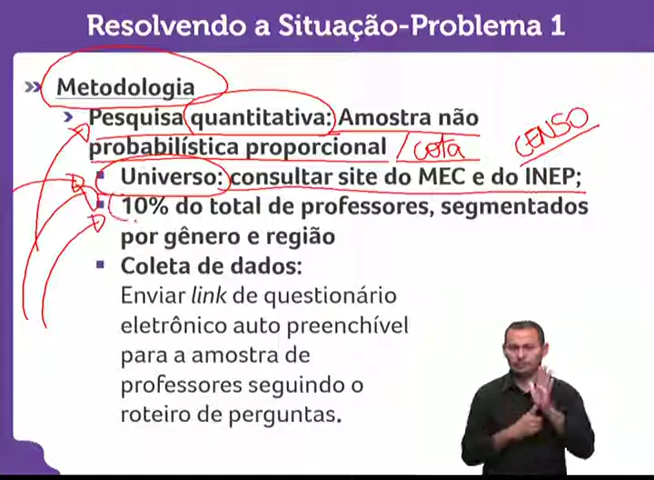 Resolvendo a Situação-Problema 1
Metodologia
Pesquisa quantitativa: Amostra não
probabilística proporcional / cota
CENSO
Universo: consultar site do MEC e do INEP;
10% do total de professores, segmentados
por gênero e região
Coleta de dados:
Enviar link de questionário
eletrônico auto preenchível
para a amostra de
professores seguindo o
roteiro de perguntas.